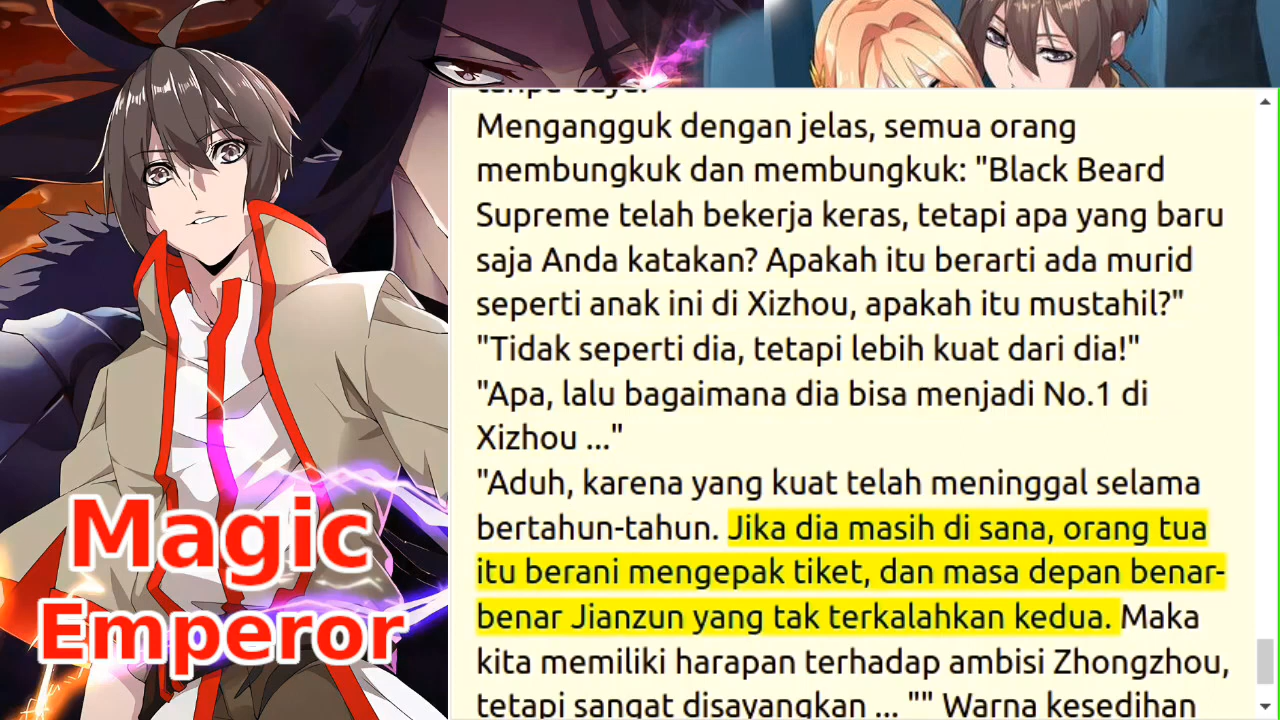 Mengangguk dengan jelas, semua orang
membungkuk dan membungkuk: "Black Beard
Supreme telah bekerja keras, tetapi apa yang baru
saja Anda katakan? Apakah itu berarti ada murid
seperti anak ini di Xizhou, apakah itu mustahil?"
"Tidak seperti dia, tetapi lebih kuat dari dia!"
"Apa, lalu bagaimana dia bisa menjadi No.1 di
Xizhou ..."
"Aduh, karena yang kuat telah meninggal selama
bertahun-tahun. Jika dia masih di sana, orang tua
itu berani mengepak tiket, dan masa depan benar-
benar Jianzun yang tak terkalahkan kedua. Maka
kita memiliki harapan terhadap ambisi Zhongzhou,
tetapi sangat disayangkan ... "" Warna kesedihan
Magic
Emperor